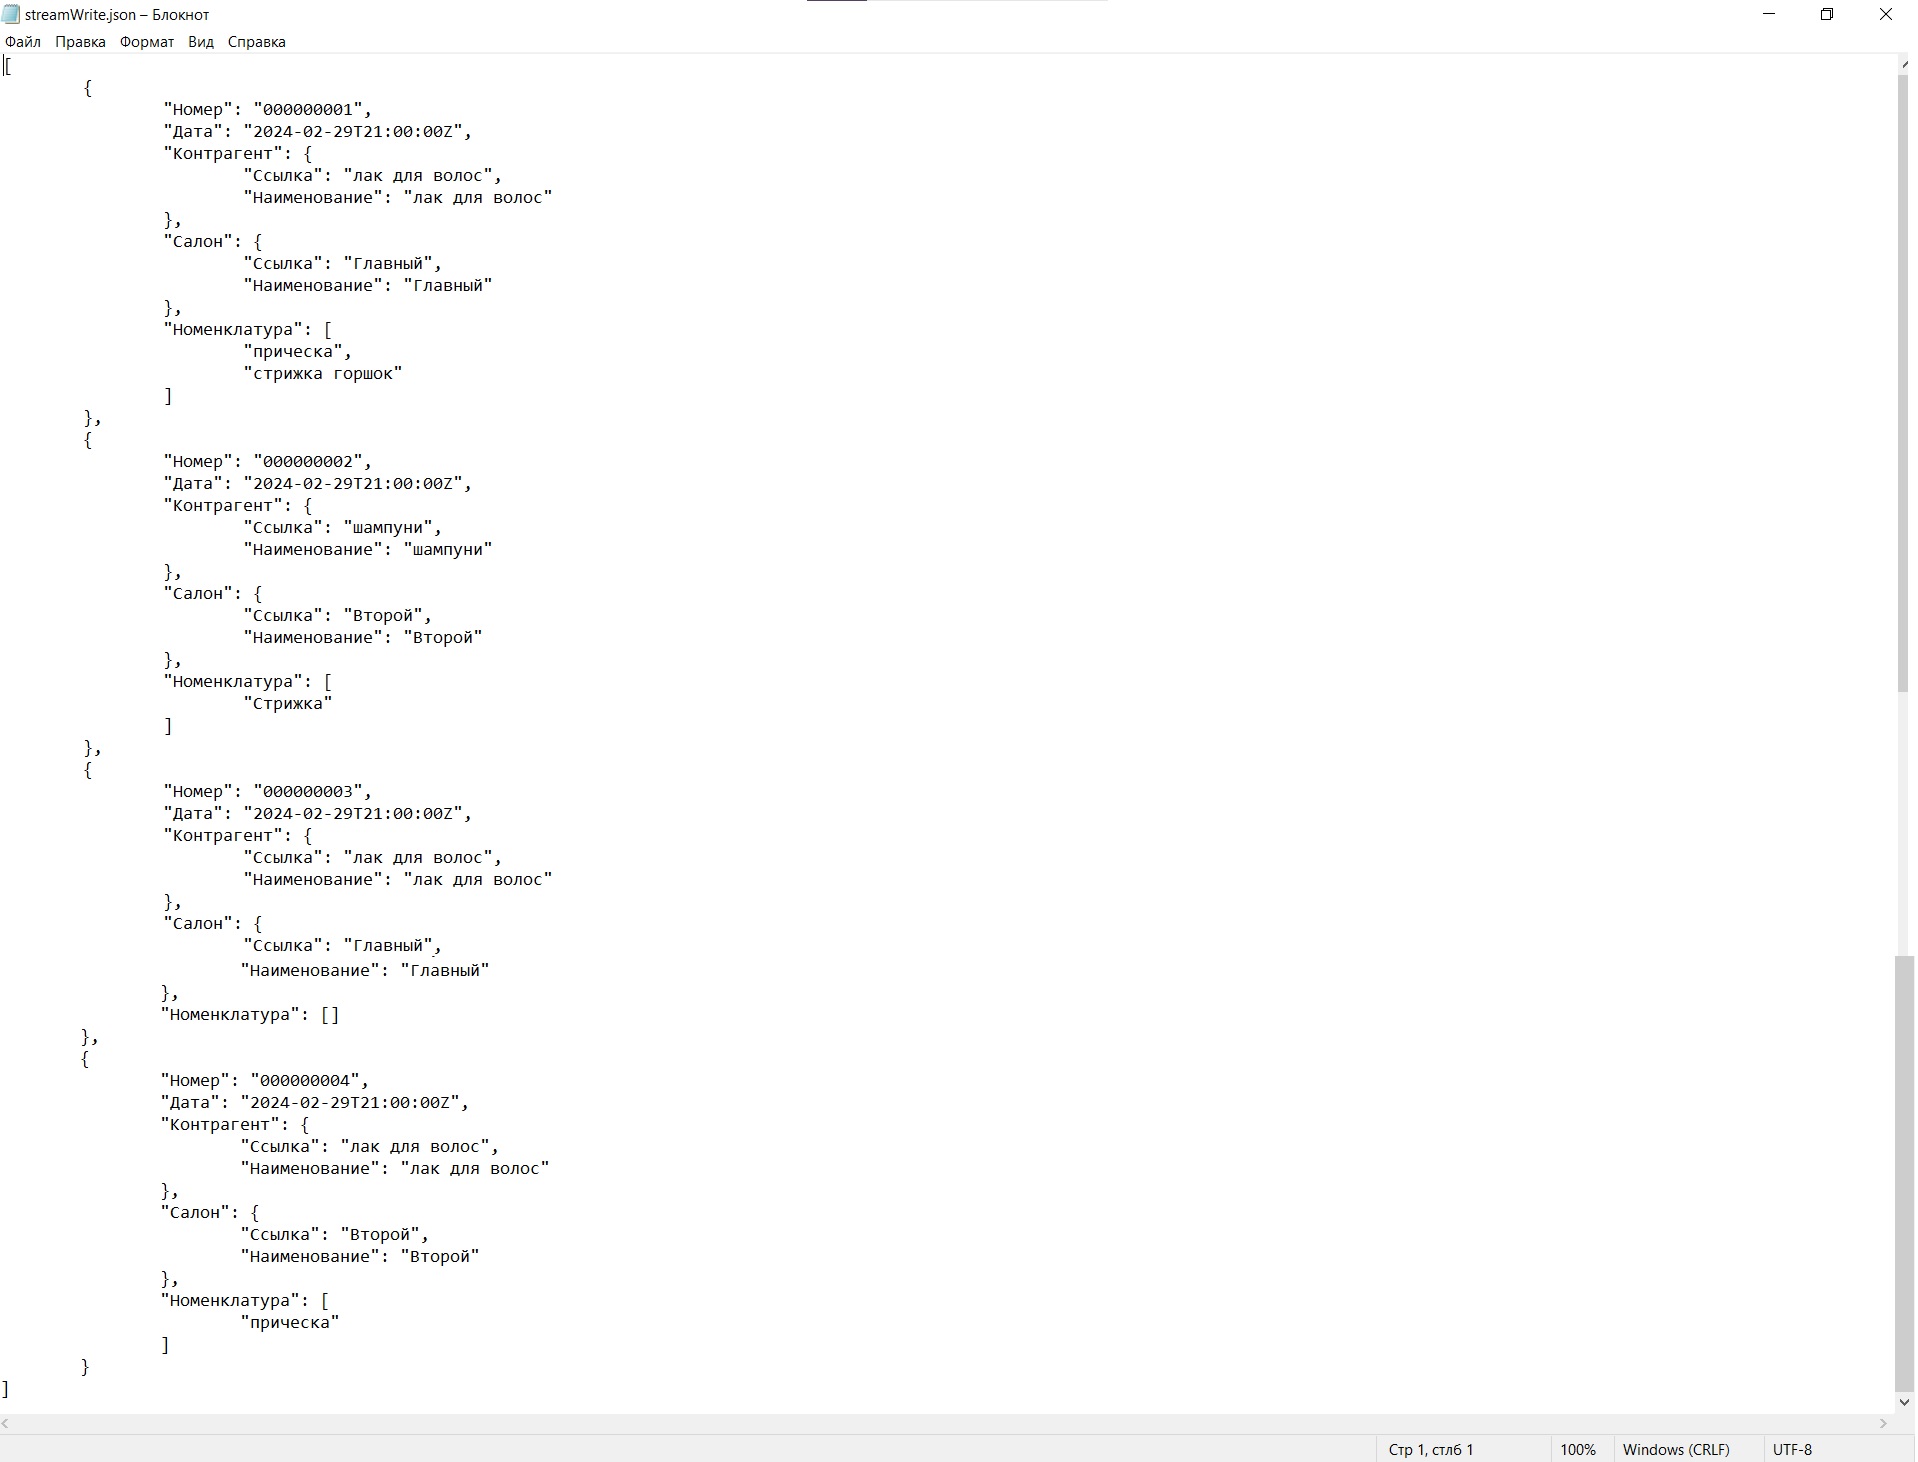 streamWrite.json – Блокнот
Файл Правка Формат Вид Справка
[
	{
		"Номер": "000000001",
		"Дата": "2024-02-29T21:00:00Z",
		"Контрагент": {
			"Ссылка": "лак для волос",
			"Наименование": "лак для волос"
		},
		"Салон": {
			"Ссылка": "Главный",
			"Наименование": "Главный"
		},
		"Номенклатура": [
			"прическа",
			"стрижка горшок"
		]
	},
	{
		"Номер": "000000002",
		"Дата": "2024-02-29T21:00:00Z",
		"Контрагент": {
			"Ссылка": "шампуни",
			"Наименование": "шампуни"
		},
		"Салон": {
			"Ссылка": "Второй",
			"Наименование": "Второй"
		},
		"Номенклатура": [
			"Стрижка"
		]
	},
	{
		"Номер": "000000003",
		"Дата": "2024-02-29T21:00:00Z",
		"Контрагент": {
			"Ссылка": "лак для волос",
			"Наименование": "лак для волос"
		},
		"Салон": {
			"Ссылка": "Главный",
			"Наименование": "Главный"
		},
		"Номенклатура": []
	},
	{
		"Номер": "000000004",
		"Дата": "2024-02-29T21:00:00Z",
		"Контрагент": {
			"Ссылка": "лак для волос",
			"Наименование": "лак для волос"
		},
		"Салон": {
			"Ссылка": "Второй",
			"Наименование": "Второй"
		},
		"Номенклатура": [
			"прическа"
		]
	}
]
Стр 1, стлб 1 100% Windows (CRLF) UTF-8